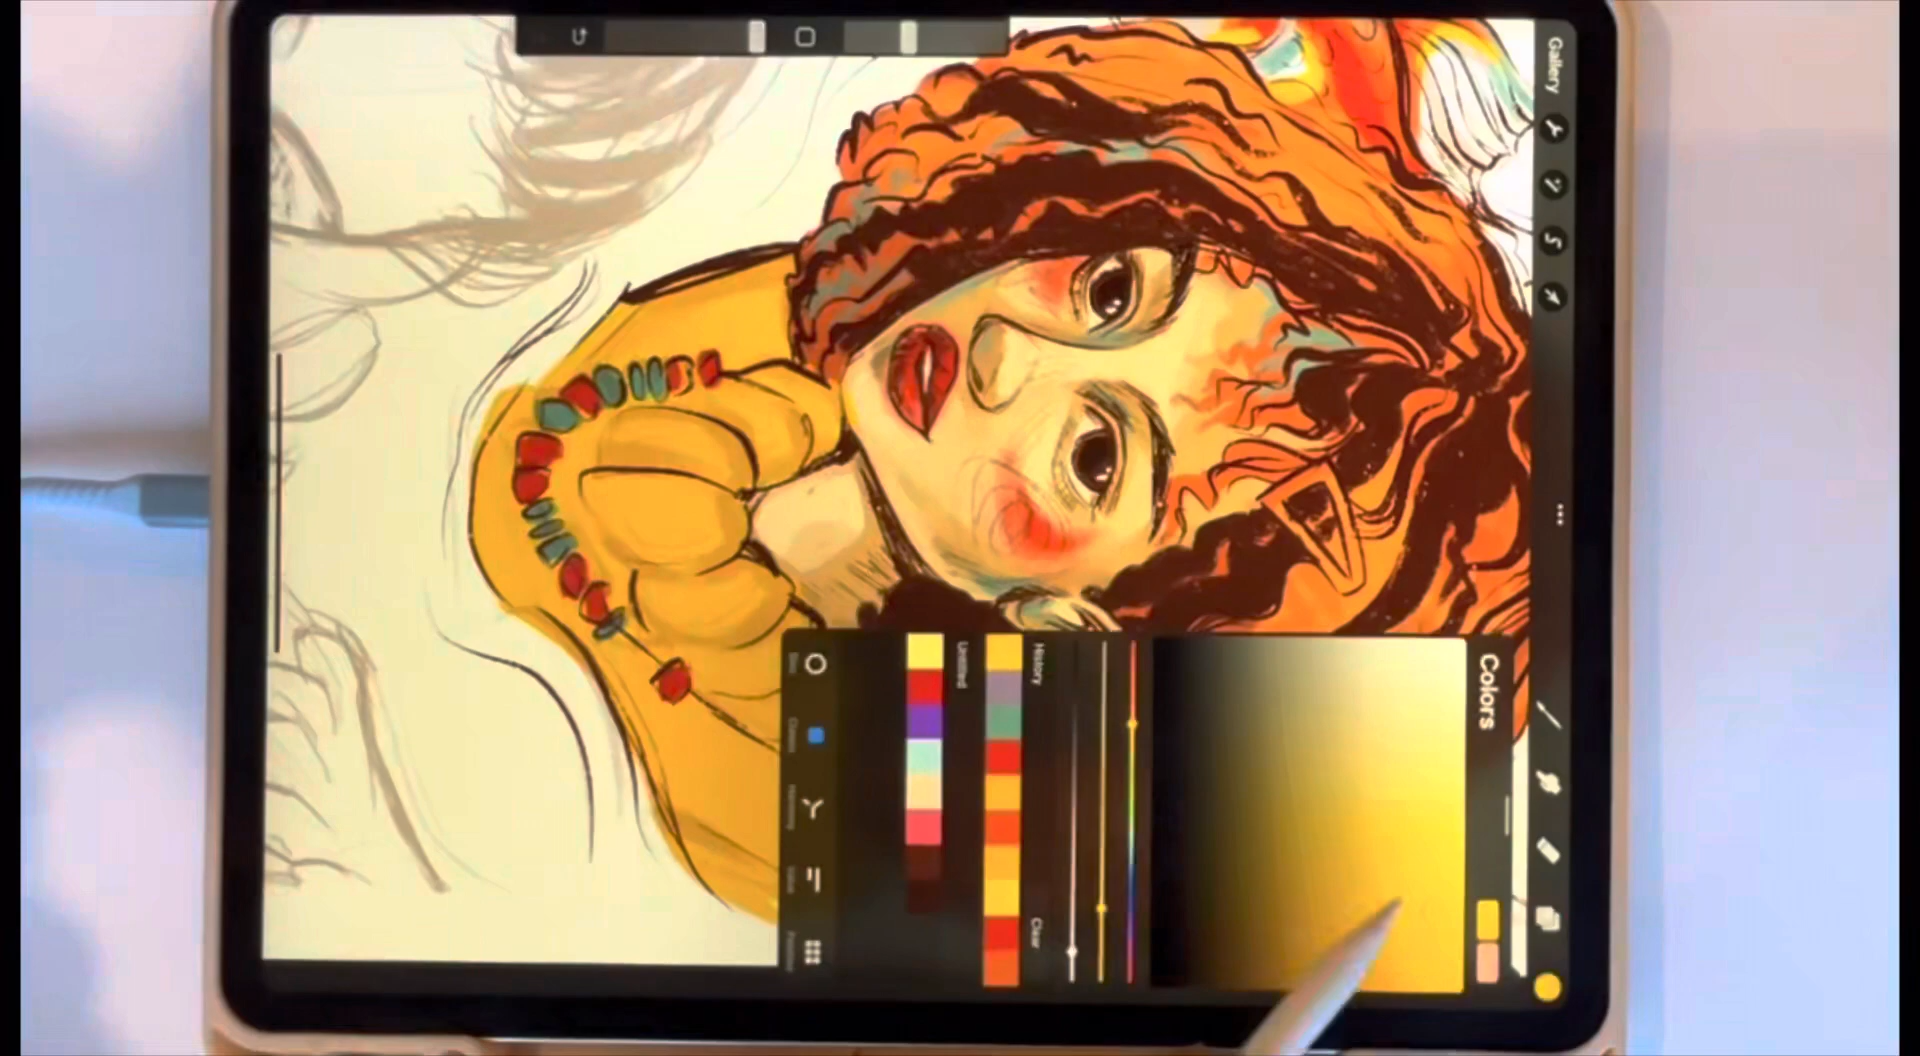 Gallery
Colors
History
Clear
Untitled
Disc
Classic
Harmony
Value
Palettes